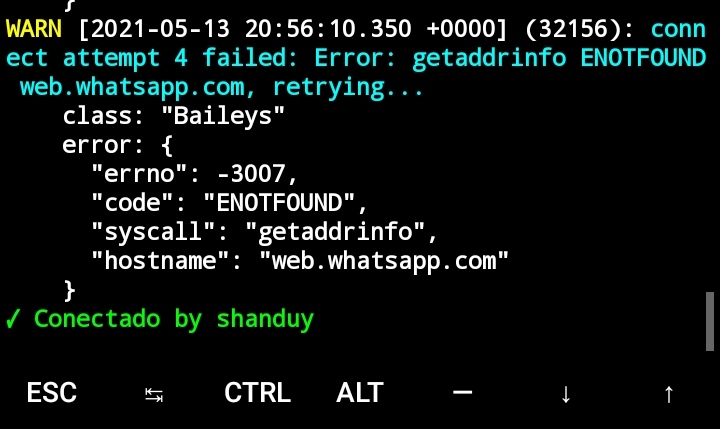 }
WARN [2021-05-13 20:56:10.350 +0000] (32156): conn
ect attempt 4 failed: Error: getaddrinfo ENOTFOUND
web.whatsapp.com, retrying...
class: "Baileys"
error: {
"errno": -3007,
"code": "ENOTFOUND",
"syscall": "getaddrinfo",
"hostname": "web.whatsapp.com"
}
✓ Conectado by shanduy
ESC ↹ CTRL ALT — ↓ ↑